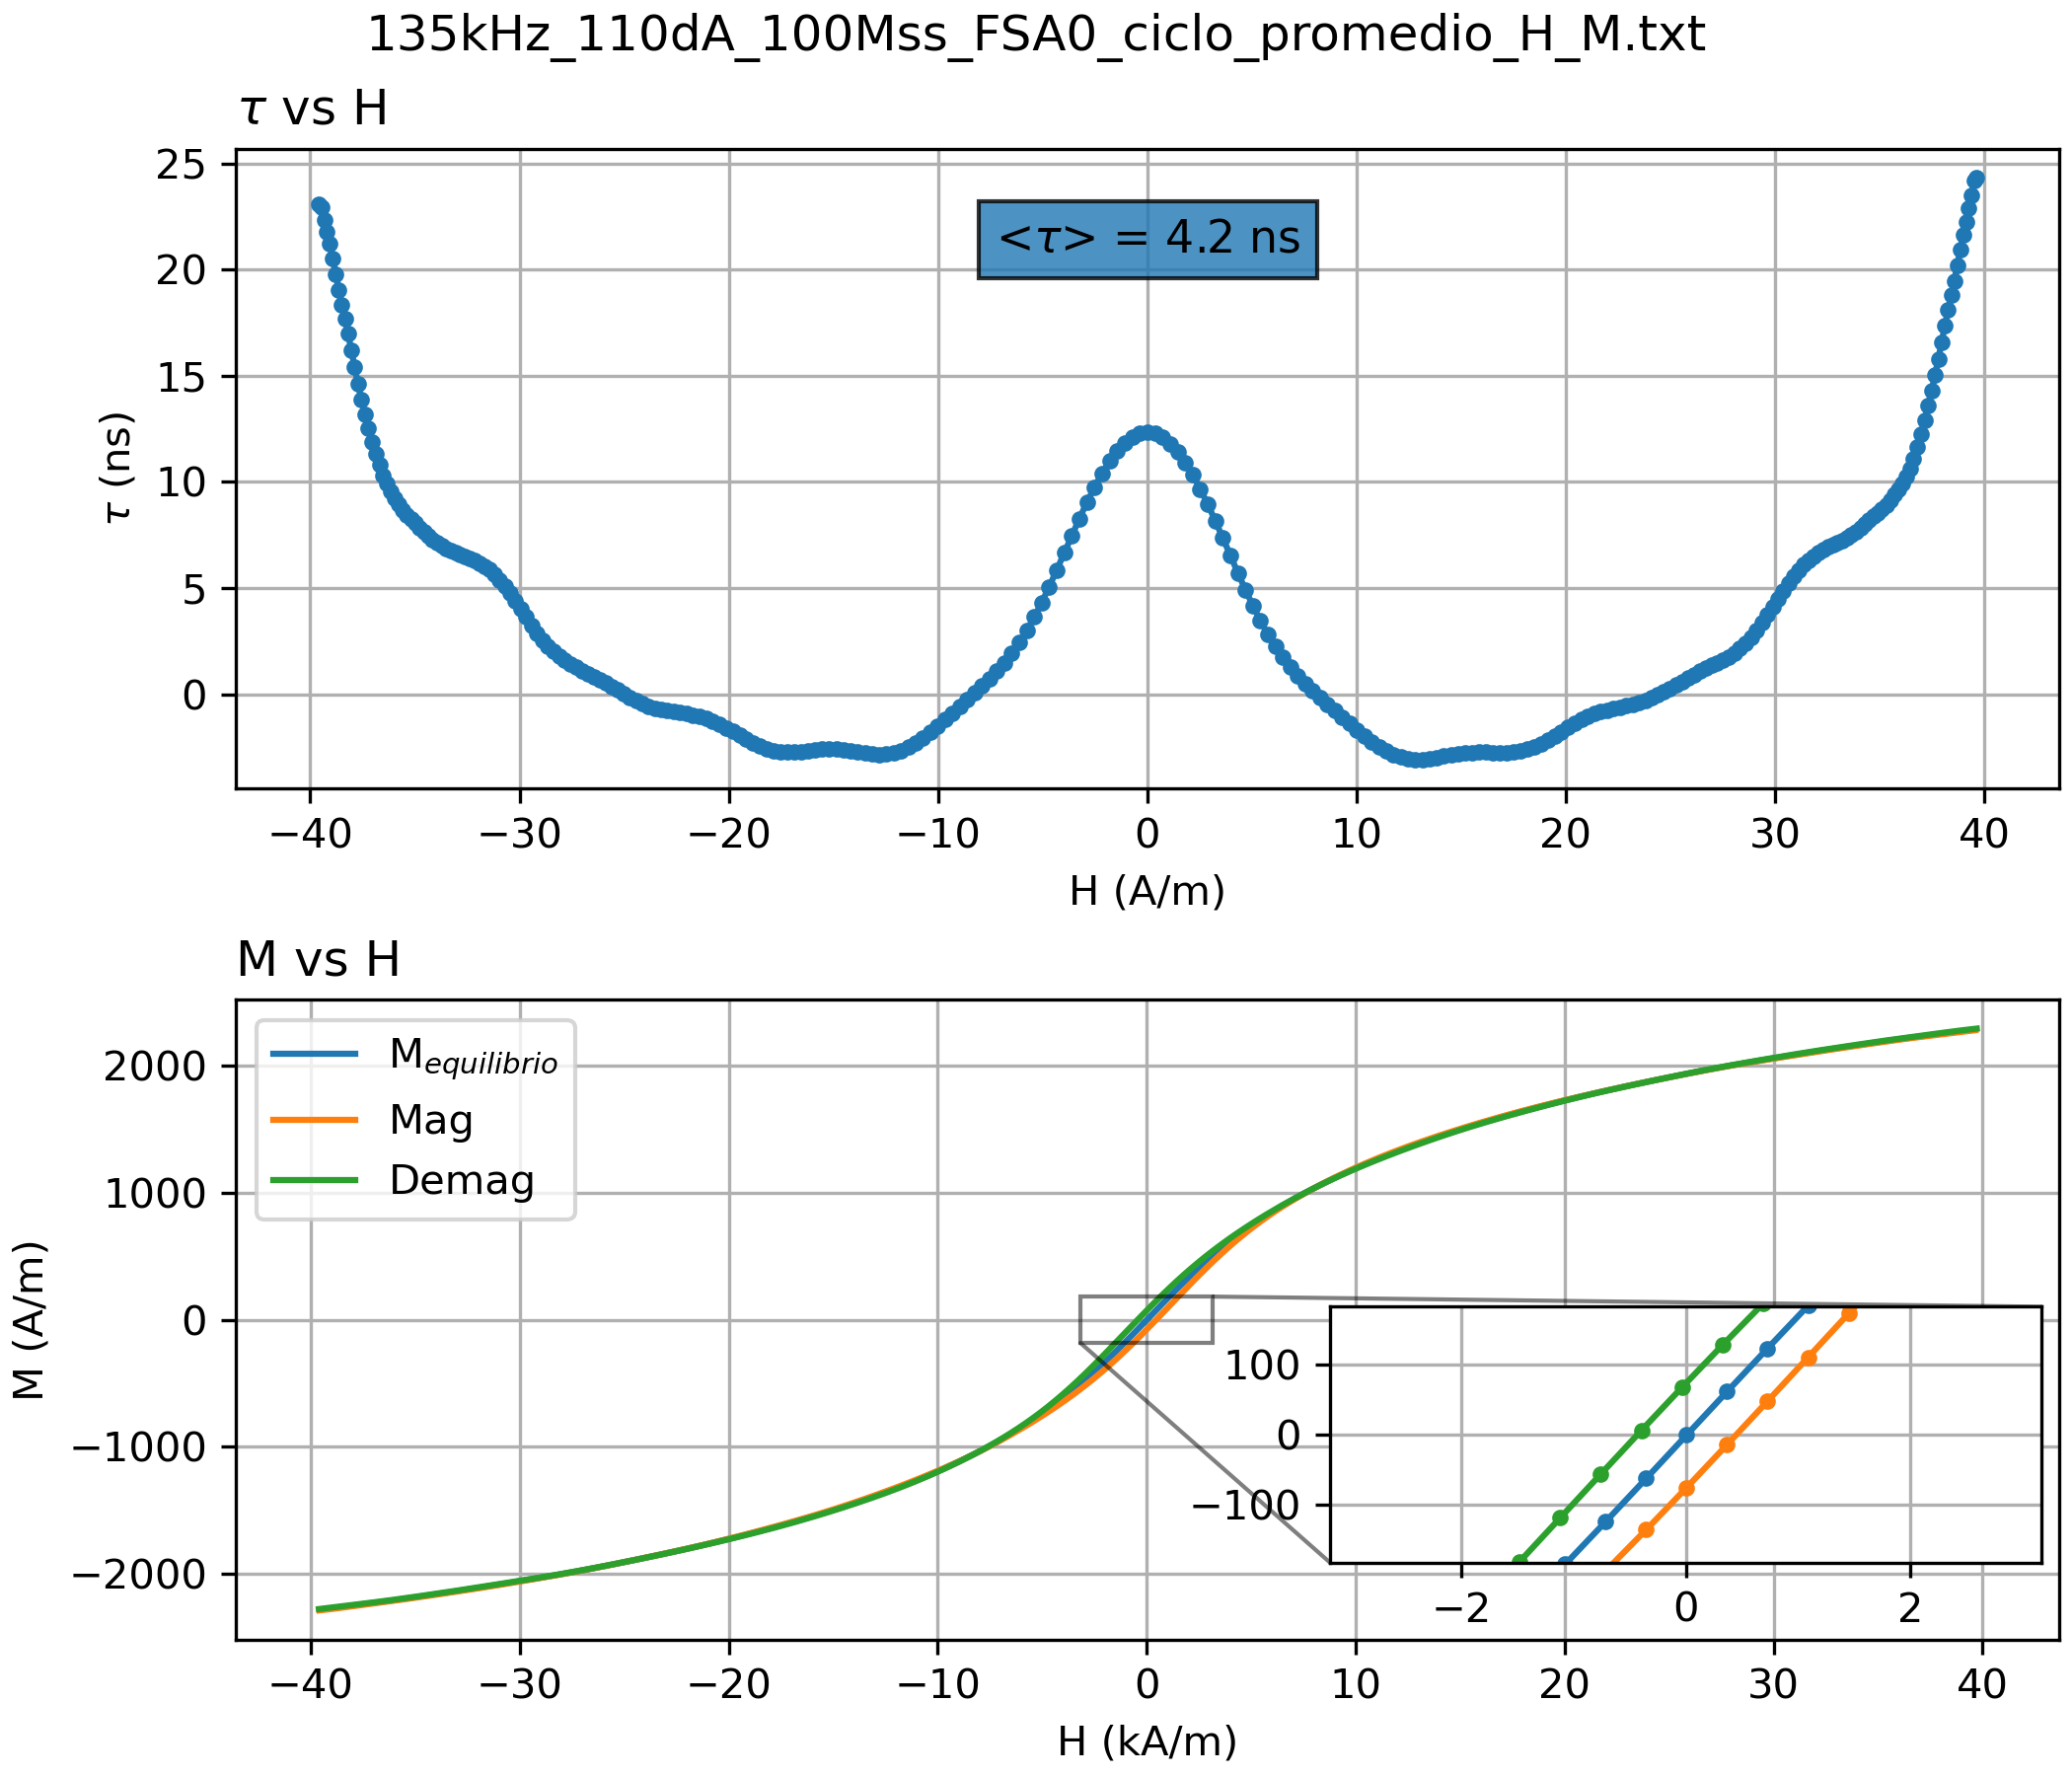 135kHz_110dA_100Mss_FSA0_ciclo_promedio_H_M.txt
τ vs H
25
20
15
10
5
0
τ (ns)
<τ> = 4.2 ns
−40 −30 −20 −10 0 10 20 30 40
H (A/m)
M vs H
2000
1000
0
−1000
−2000
M (A/m)
Mequilibrio
Mag
Demag
100
0
−100
−2 0 2
−40 −30 −20 −10 0 10 20 30 40
H (kA/m)